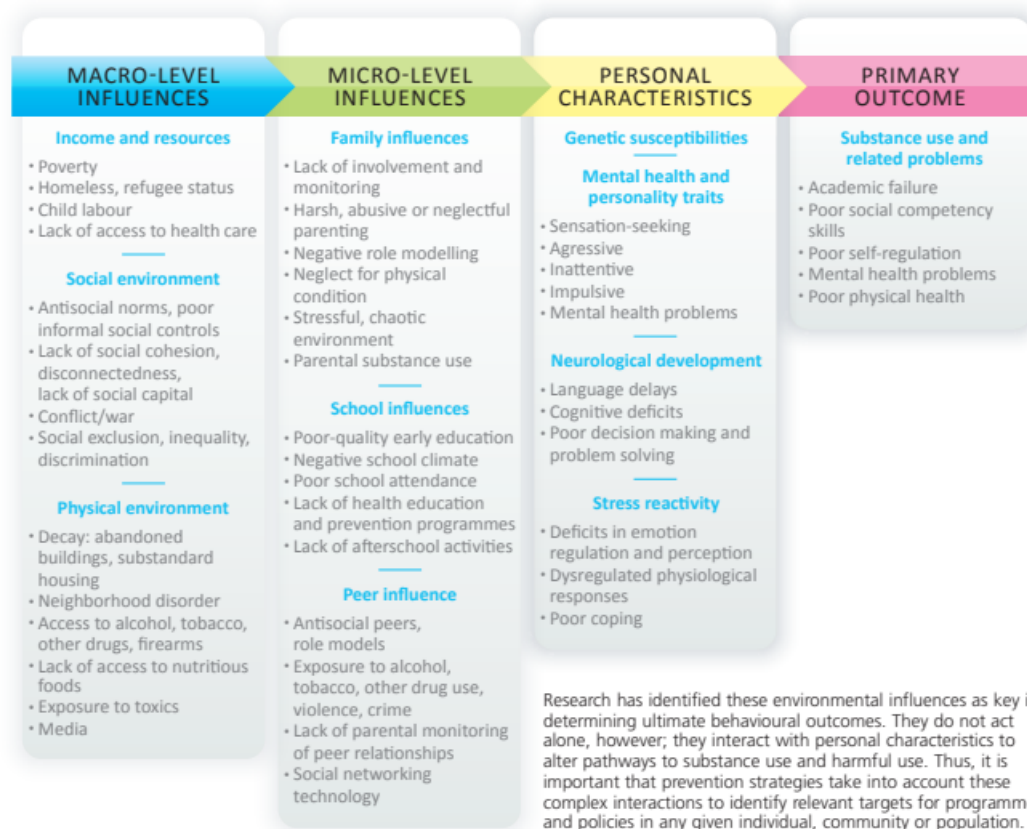 MACRO-LEVEL
INFLUENCES
Income and resources
• Poverty
• Homeless, refugee status
• Child labour
• Lack of access to health care
Social environment
• Antisocial norms, poor
informal social controls
• Lack of social cohesion,
disconnectedness,
lack of social capital
• Conflict/war
• Social exclusion, inequality,
discrimination
Physical environment
• Decay: abandoned
buildings, substandard
housing
• Neighborhood disorder
• Access to alcohol, tobacco,
other drugs, firearms
• Lack of access to nutritious
foods
• Exposure to toxics
• Media
MICRO-LEVEL
INFLUENCES
Family influences
• Lack of involvement and
monitoring
• Harsh, abusive or neglectful
parenting
• Negative role modelling
• Neglect for physical
condition
• Stressful, chaotic
environment
• Parental substance use
School influences
• Poor-quality early education
• Negative school climate
• Poor school attendance
• Lack of health education
and prevention programmes
• Lack of afterschool activities
Peer influence
• Antisocial peers,
role models
• Exposure to alcohol,
tobacco, other drug use,
violence, crime
• Lack of parental monitoring
of peer relationships
• Social networking
technology
PERSONAL
CHARACTERISTICS
Genetic susceptibilities
Mental health and
personality traits
• Sensation-seeking
• Agressive
• Inattentive
• Impulsive
• Mental health problems
Neurological development
• Language delays
• Cognitive deficits
• Poor decision making and
problem solving
Stress reactivity
• Deficits in emotion
regulation and perception
• Dysregulated physiological
responses
• Poor coping
PRIMARY
OUTCOME
Substance use and
related problems
• Academic failure
• Poor social competency
skills
• Poor self-regulation
• Mental health problems
• Poor physical health
Research has identified these environmental influences as key
determining ultimate behavioural outcomes. They do not act
alone, however; they interact with personal characteristics to
alter pathways to substance use and harmful use. Thus, it is
important that prevention strategies take into account these
complex interactions to identify relevant targets for
and policies in any given individual, community or population.